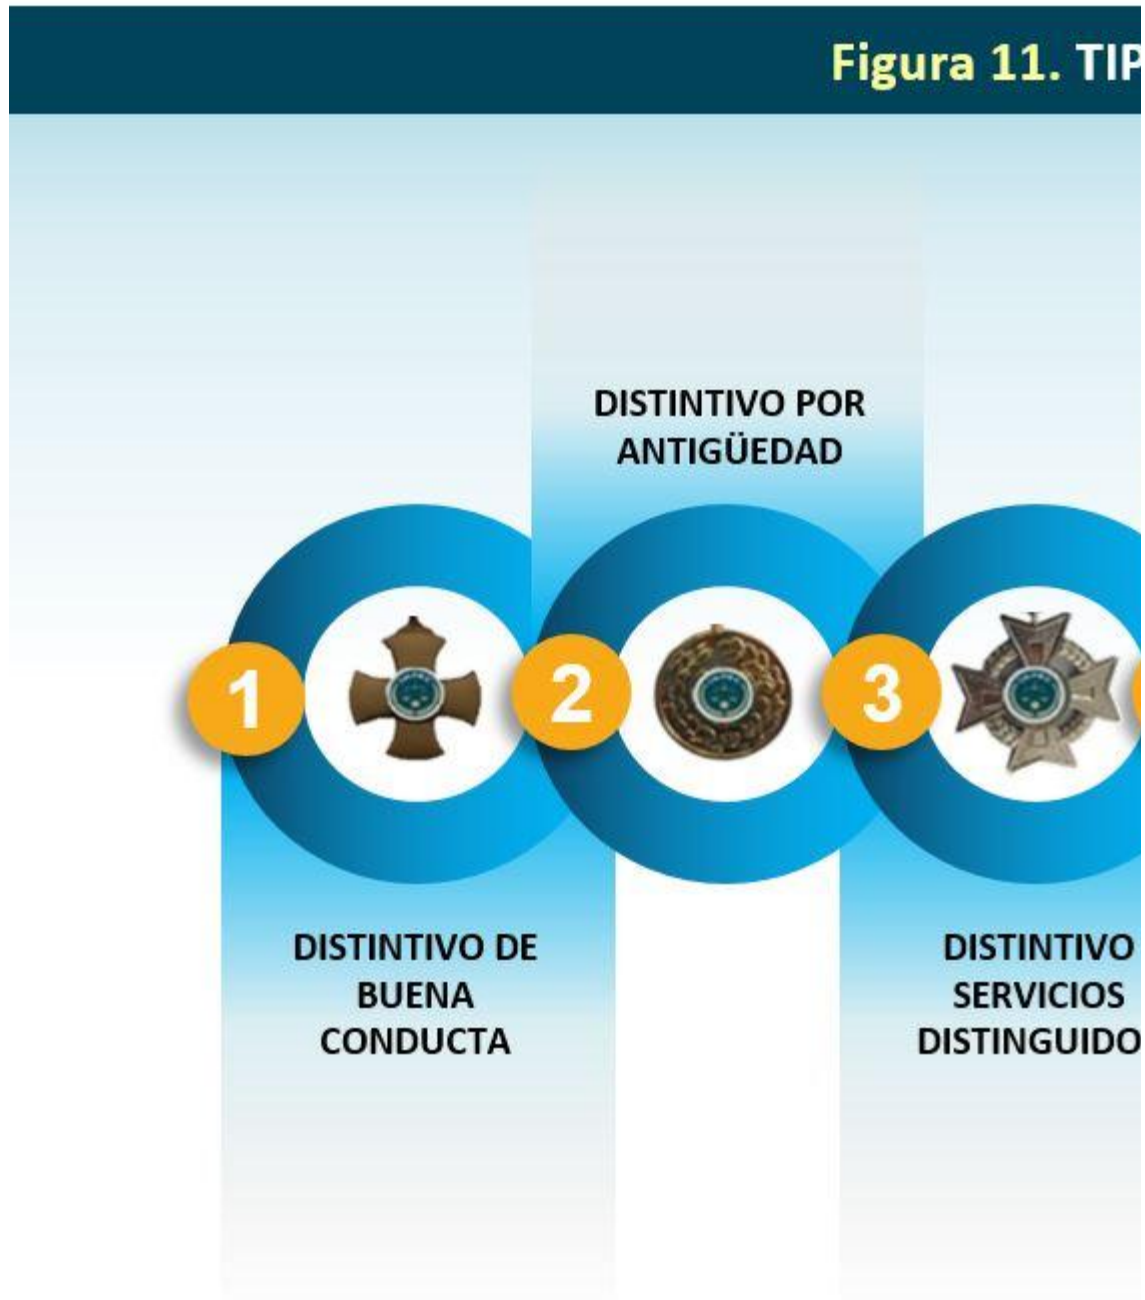 Figura 11. TIP
DISTINTIVO POR
ANTIGÜEDAD
1
2
3
DISTINTIVO DE
BUENA
CONDUCTA
DISTINTIVO
SERVICIOS
DISTINGUIDO